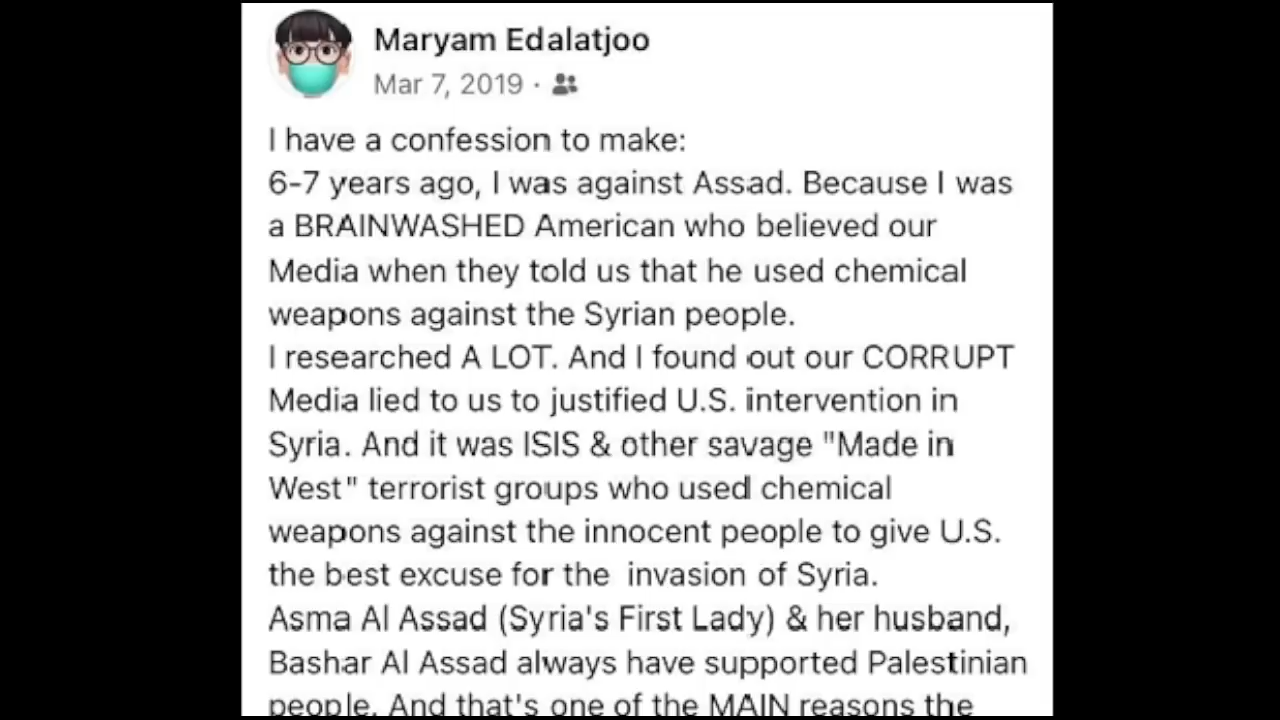 Maryam Edalatjoo
Mar 7, 2019 ·
I have a confession to make:
6-7 years ago, I was against Assad. Because I was
a BRAINWASHED American who believed our
Media when they told us that he used chemical
weapons against the Syrian people.
I researched A LOT. And I found out our CORRUPT
Media lied to us to justified U.S. intervention in
Syria. And it was ISIS & other savage "Made in
West" terrorist groups who used chemical
weapons against the innocent people to give U.S.
the best excuse for the invasion of Syria.
Asma Al Assad (Syria's First Lady) & her husband,
Bashar Al Assad always have supported Palestinian
people. And that's one of the MAIN reasons the